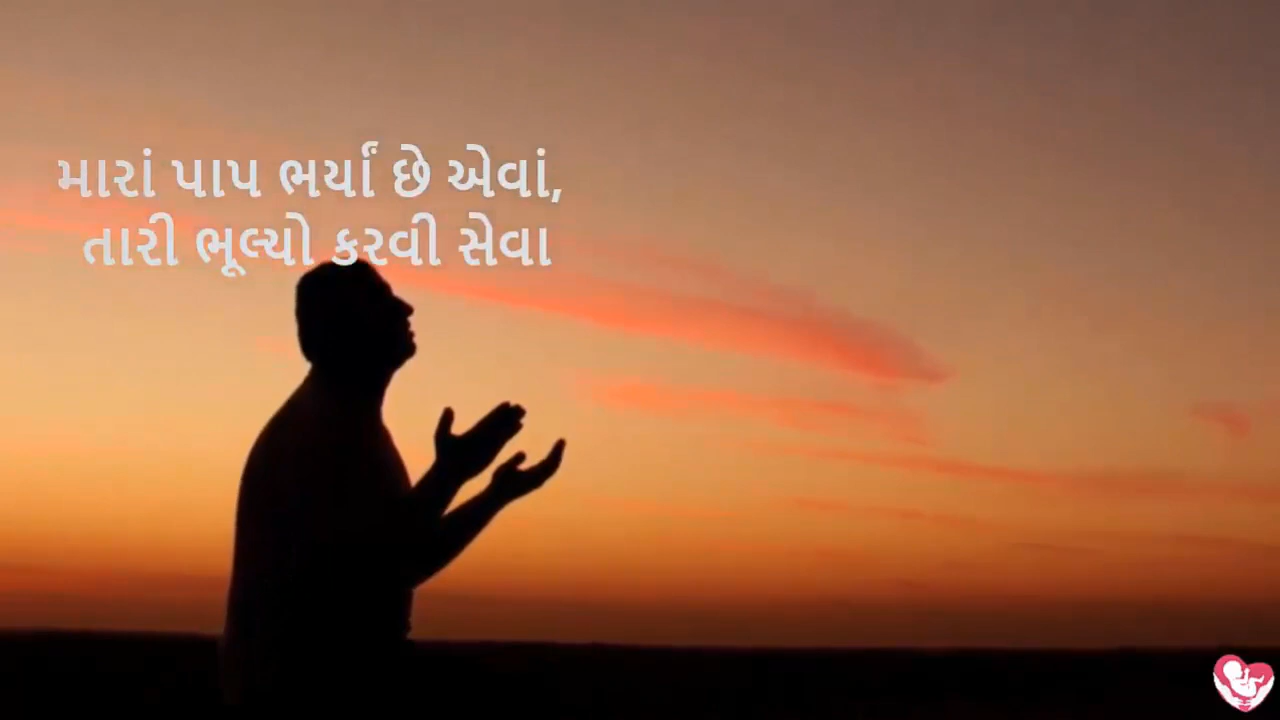 મારાં પાપ ભર્યાં છે એવાં,
તારી ભૂલ્યો કરવી સેવા